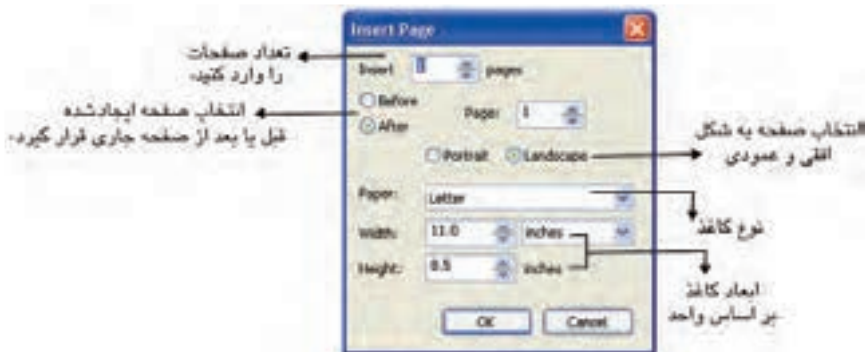 Insert Page
تعداد صفحات
را وارد کنید.
Insert 1 pages
Before
After
Page: 1
انتخاب صفحه ایجادشده
قبل یا بعد از صفحه جاری قرار گیرد.
Portrait Landscape
انتخاب صفحه به شکل
افقی و عمودی
Paper: Letter
نوع کاغذ
Width: 11.0 inches
Height: 8.5 inches
ابعاد کاغذ
بر اساس واحد
OK Cancel